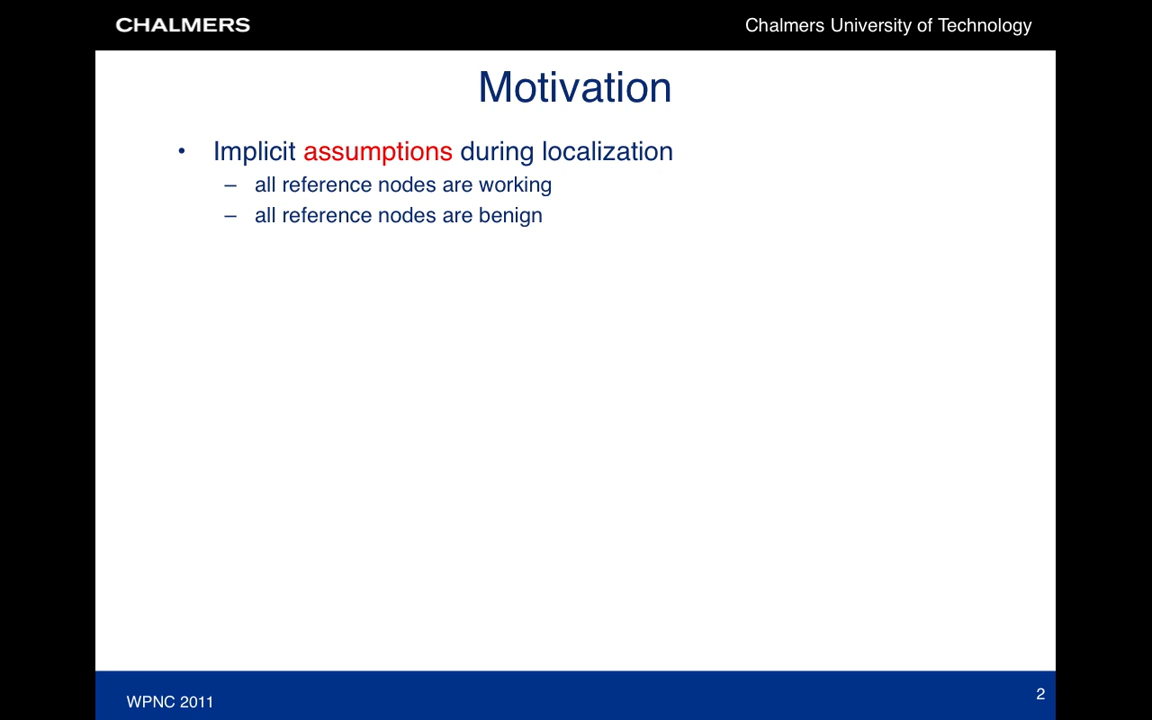 CHALMERS
Chalmers University of Technology
Motivation
• Implicit assumptions during localization
– all reference nodes are working
– all reference nodes are benign
WPNC 2011
2